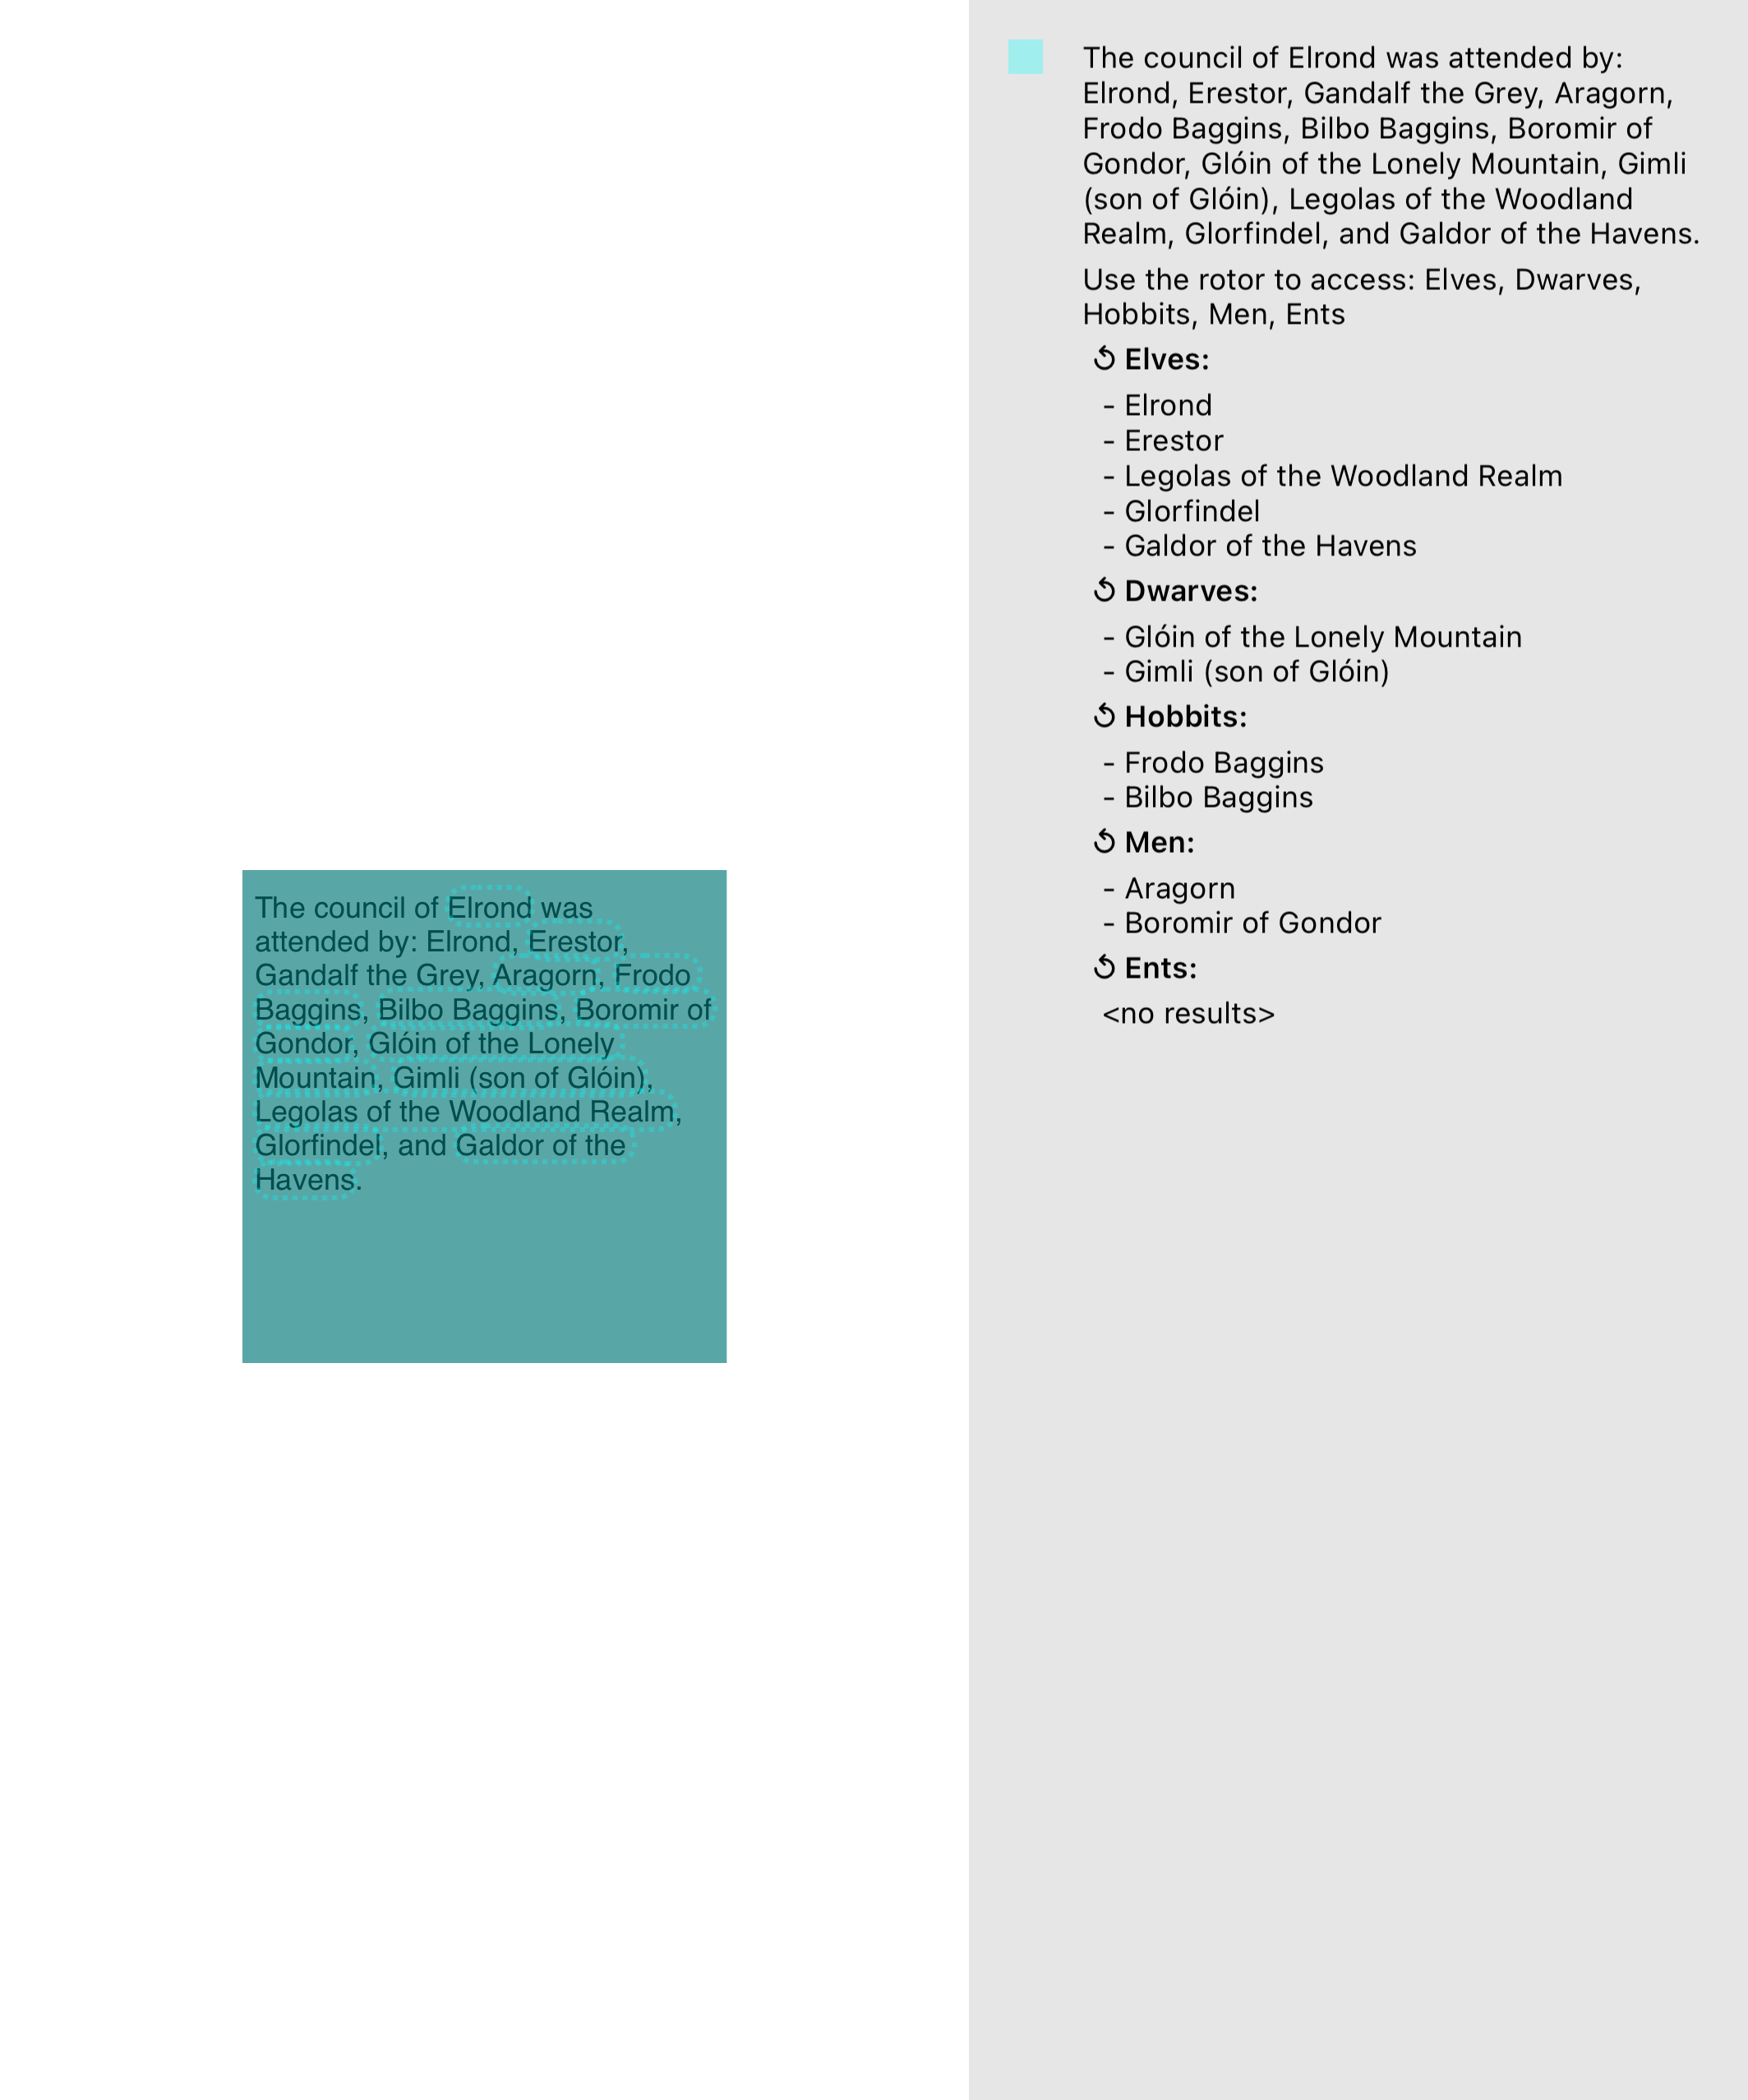 The council of Elrond was
attended by: Elrond, Erestor,
Gandalf the Grey, Aragorn, Frodo
Baggins, Bilbo Baggins, Boromir of
Gondor, Glóin of the Lonely
Mountain, Gimli (son of Glóin),
Legolas of the Woodland Realm,
Glorfindel, and Galdor of the
Havens.
The council of Elrond was attended by:
Elrond, Erestor, Gandalf the Grey, Aragorn,
Frodo Baggins, Bilbo Baggins, Boromir of
Gondor, Glóin of the Lonely Mountain, Gimli
(son of Glóin), Legolas of the Woodland
Realm, Glorfindel, and Galdor of the Havens.
Use the rotor to access: Elves, Dwarves,
Hobbits, Men, Ents
Elves:
- Elrond
- Erestor
- Legolas of the Woodland Realm
- Glorfindel
- Galdor of the Havens
Dwarves:
- Glóin of the Lonely Mountain
- Gimli (son of Glóin)
Hobbits:
- Frodo Baggins
- Bilbo Baggins
Men:
- Aragorn
- Boromir of Gondor
Ents:
<no results>